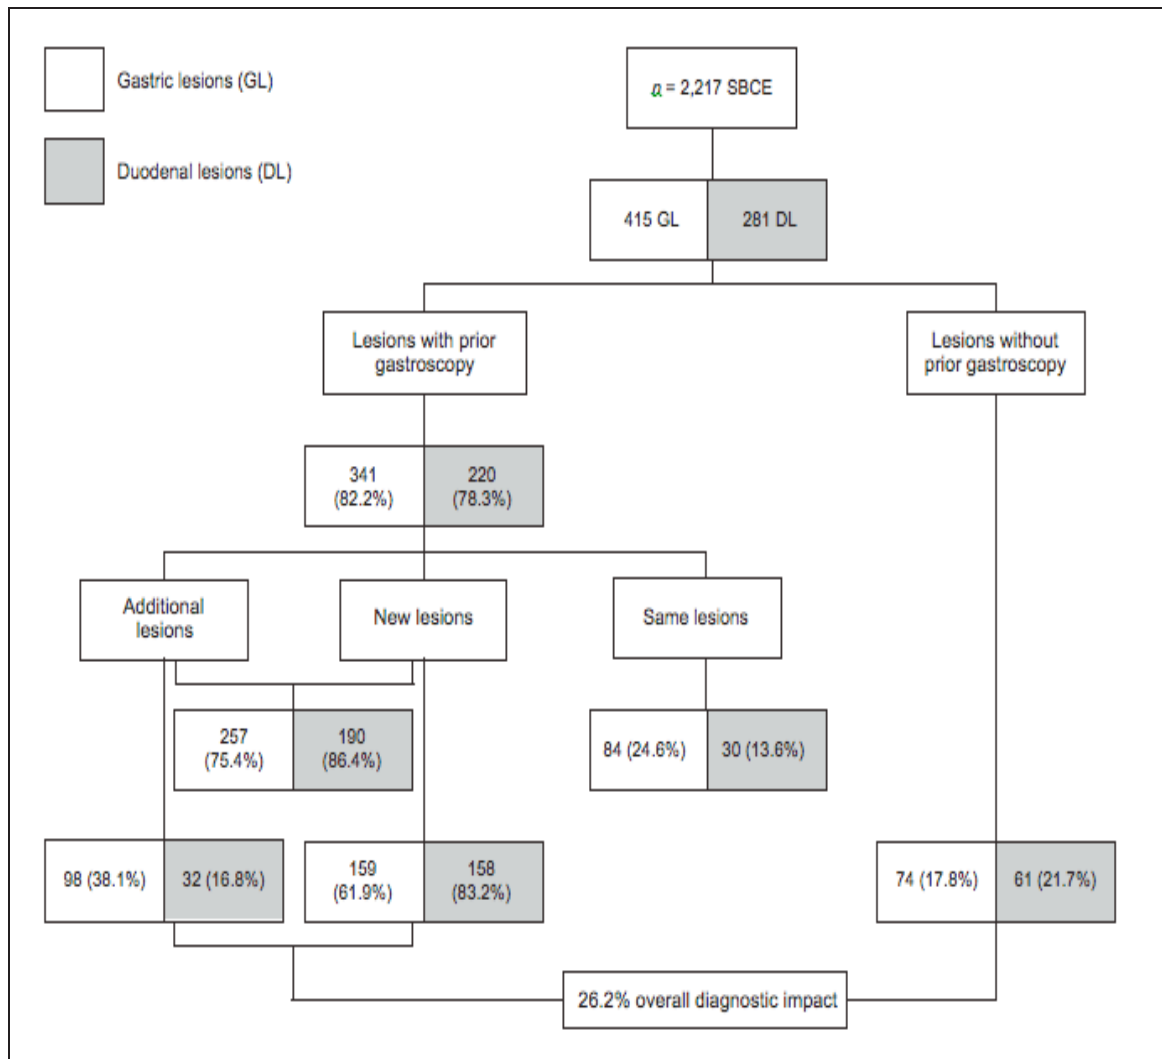 Gastric lesions (GL)
Duodenal lesions (DL)
n = 2,217 SBCE
415 GL
281 DL
Lesions with prior
gastroscopy
Lesions without
prior gastroscopy
341
(82.2%)
220
(78.3%)
Additional
lesions
New lesions
Same lesions
257
(75.4%)
190
(86.4%)
84 (24.6%)
30 (13.6%)
98 (38.1%)
32 (16.8%)
159
(61.9%)
158
(83.2%)
74 (17.8%)
61 (21.7%)
26.2% overall diagnostic impact